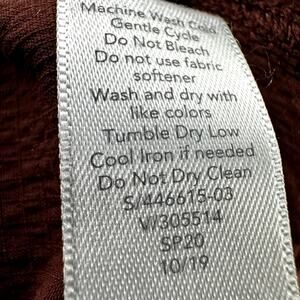 Machine Wash Cold
Gentle Cycle
Do Not Bleach
Do not use fabric
softener
Wash and dry with
like colors
Tumble Dry Low
Cool Iron if needed
Do Not Dry Clean
S/446615-03
V/305514
SP20
10/19